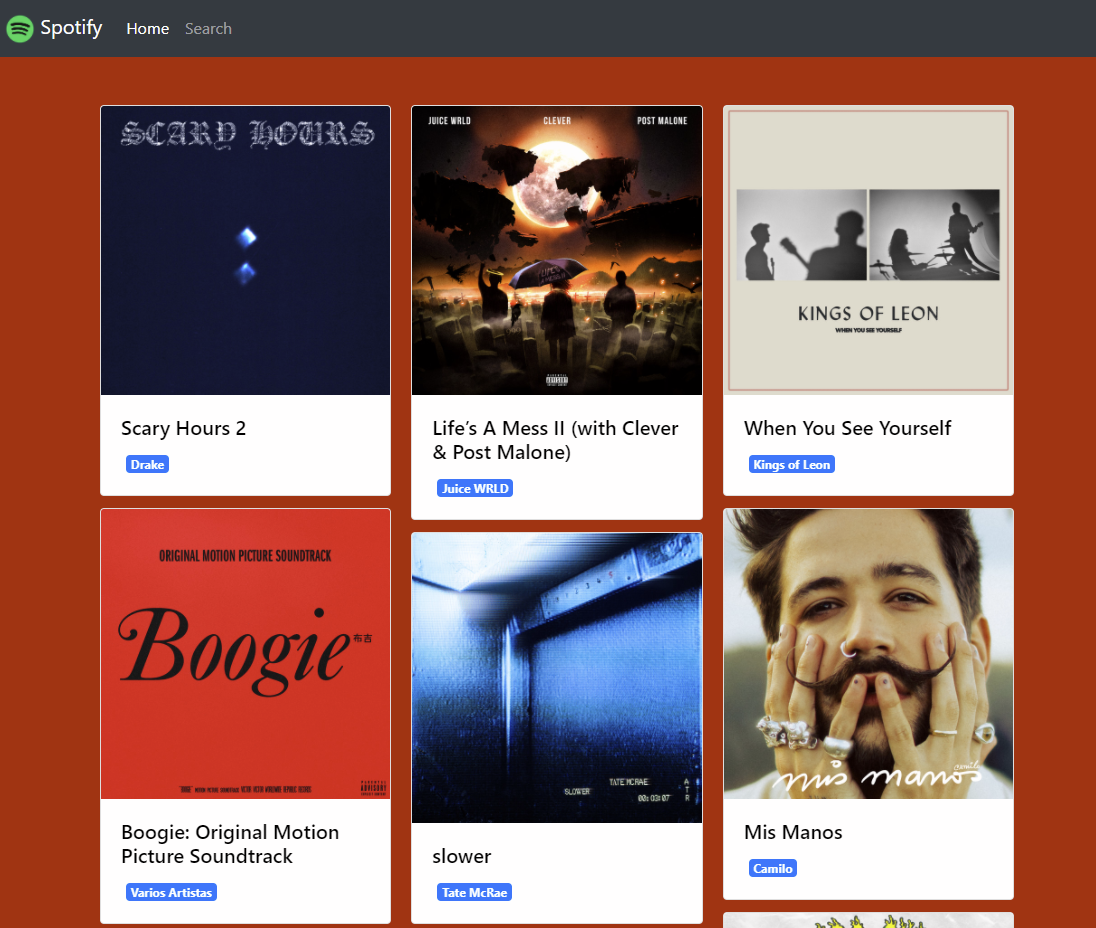 Spotify
Home
Search
SCARY HOURS
Scary Hours 2
Drake
JUICE WRLD
CLEVER
POST MALONE
Life’s A Mess II (with Clever
& Post Malone)
Juice WRLD
KINGS OF LEON
WHEN YOU SEE YOURSELF
When You See Yourself
Kings of Leon
ORIGINAL MOTION PICTURE SOUNDTRACK
Boogie
布吉
Boogie: Original Motion
Picture Soundtrack
Varios Artistas
TATE MCRAE
SLOWER
00:03:07
slower
Tate McRae
camilo
mis manos
Mis Manos
Camilo